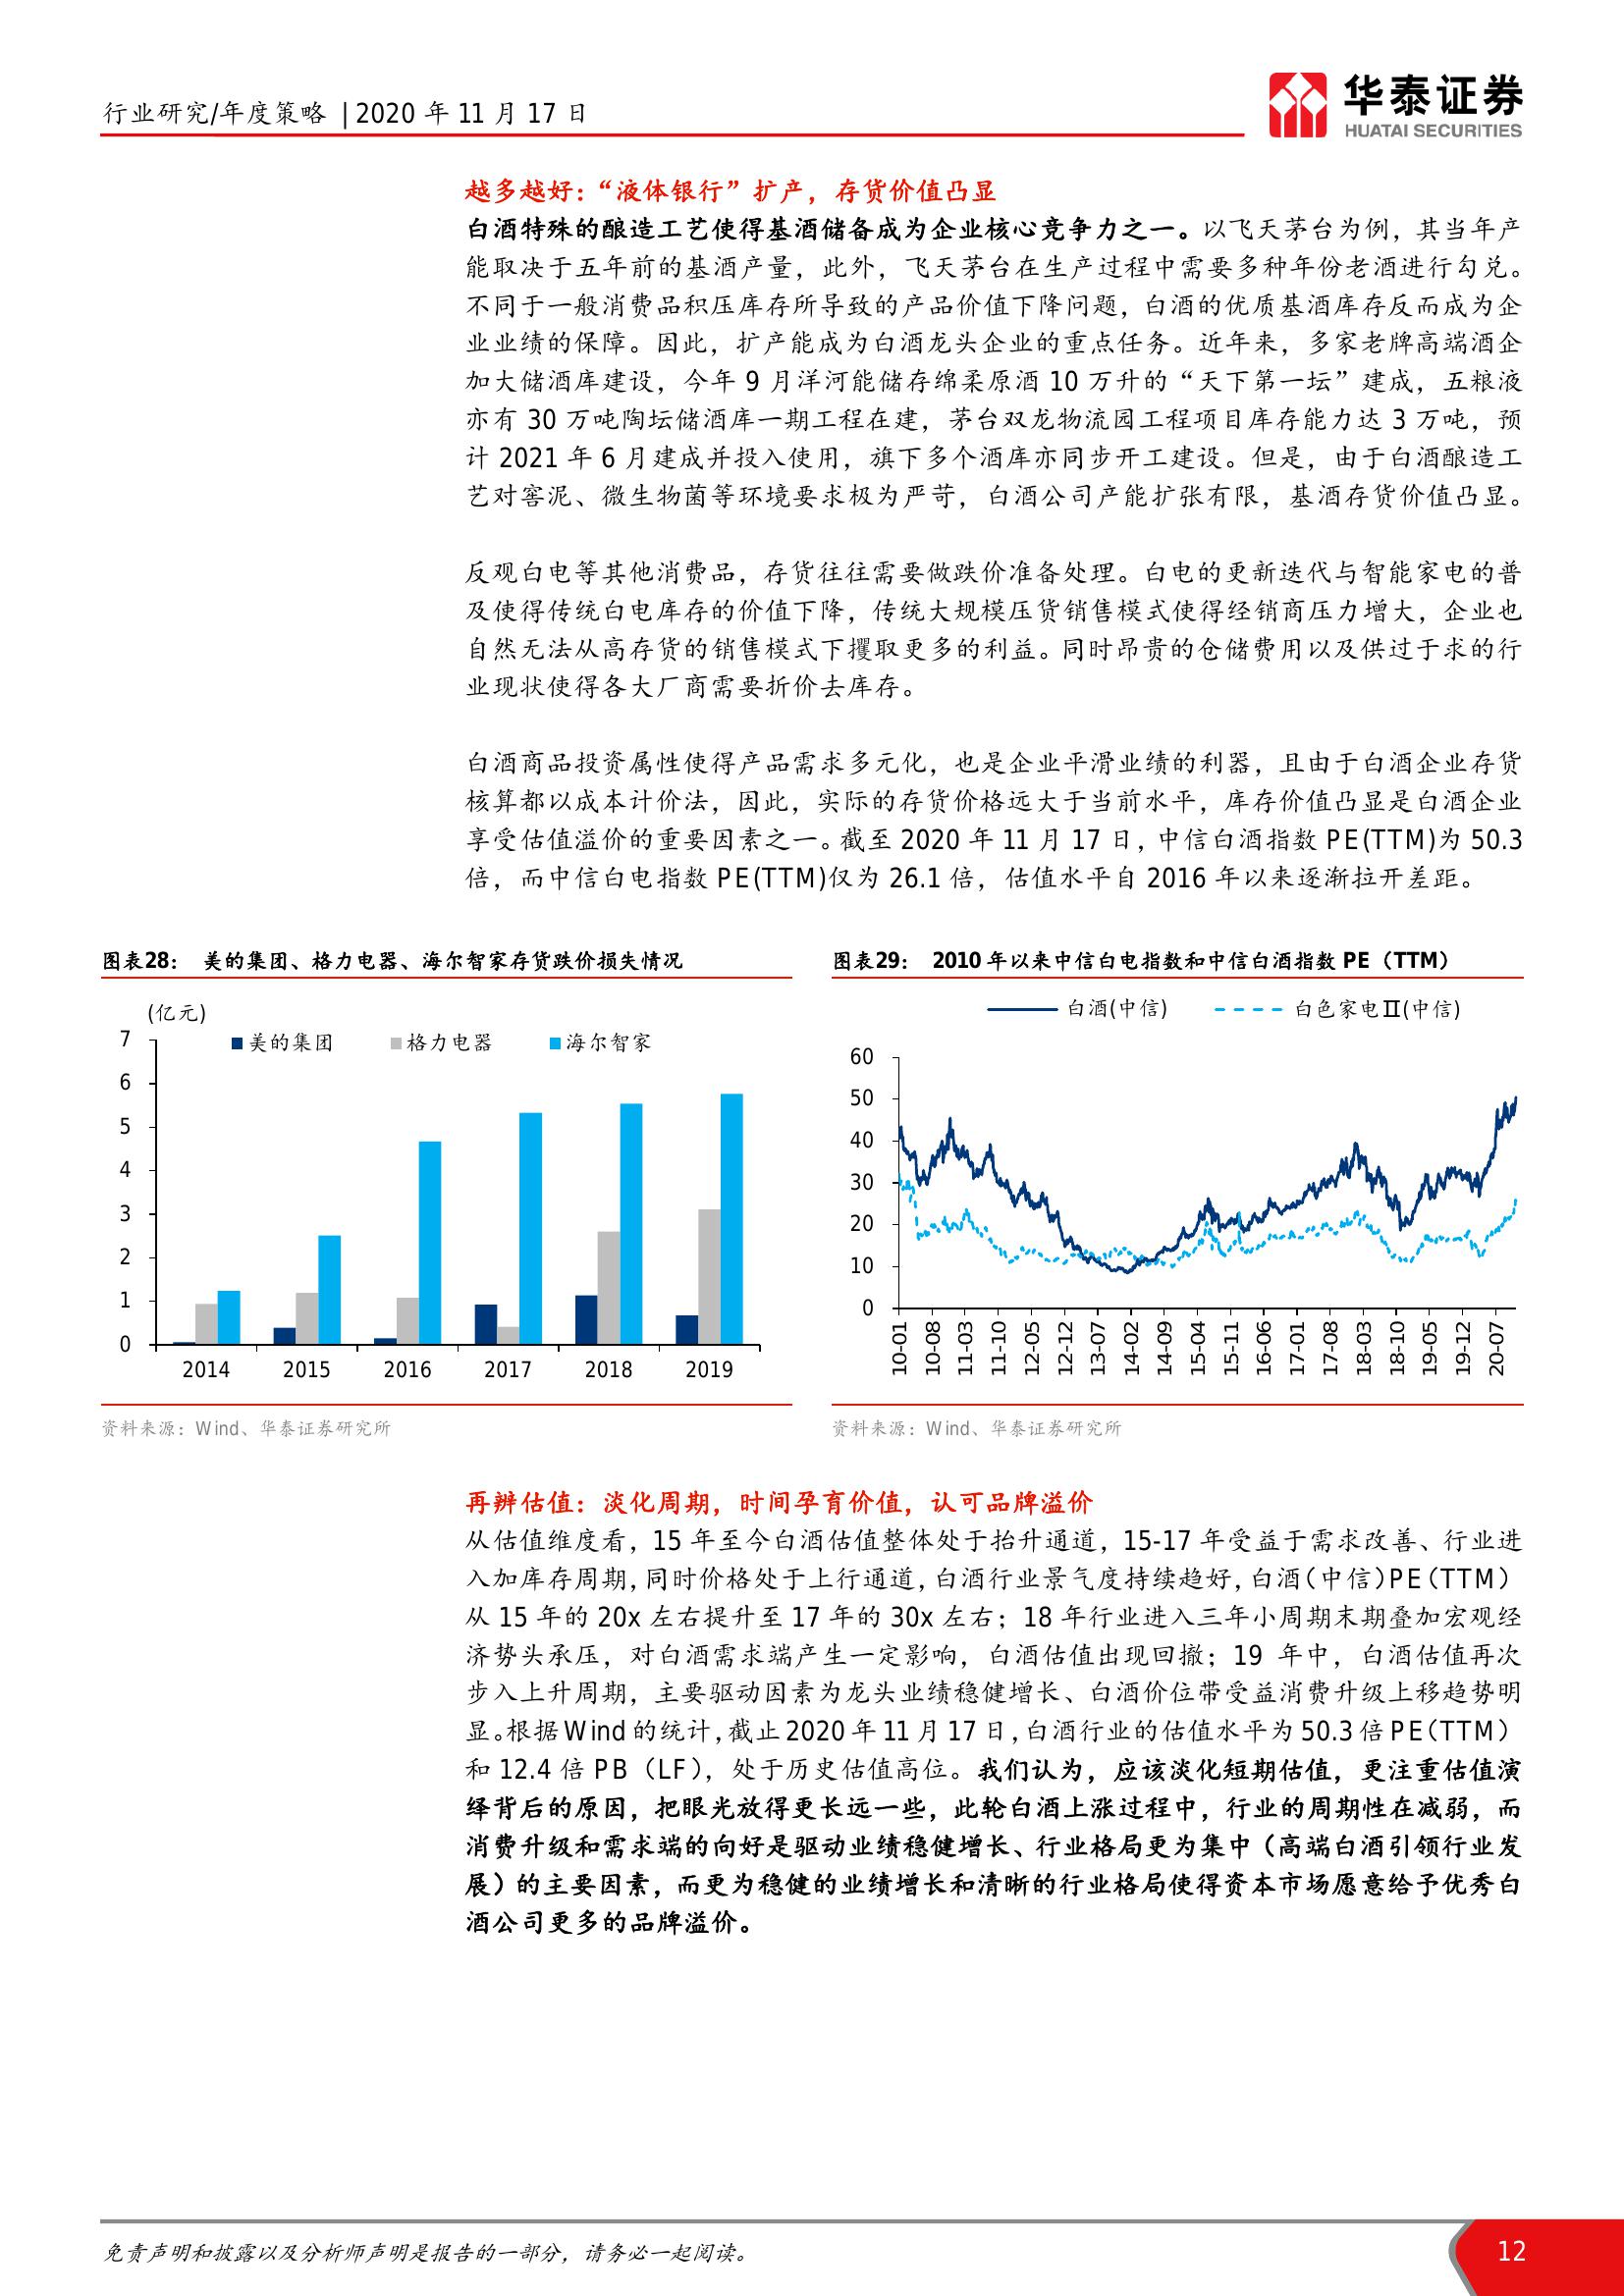 行业研究/年度策略 | 2020 年 11 月 17 日
华泰证券
HUATAI SECURITIES
越多越好：“液体银行”扩产，存货价值凸显
白酒特殊的酿造工艺使得基酒储备成为企业核心竞争力之一。以飞天茅台为例，其当年产
能取决于五年前的基酒产量，此外，飞天茅台在生产过程中需要多种年份老酒进行勾兑。
不同于一般消费品积压库存所导致的产品价值下降问题，白酒的优质基酒库存反而成为企
业业绩的保障。因此，扩产能成为白酒龙头企业的重点任务。近年来，多家老牌高端酒企
加大储酒库建设，今年 9 月洋河能储存绵柔原酒 10 万升的“天下第一坛”建成，五粮液
亦有 30 万吨陶坛储酒库一期工程在建，茅台双龙物流园工程项目库存能力达 3 万吨，预
计 2021 年 6 月建成并投入使用，旗下多个酒库亦同步开工建设。但是，由于白酒酿造工
艺对窖泥、微生物菌等环境要求极为严苛，白酒公司产能扩张有限，基酒存货价值凸显。
反观白电等其他消费品，存货往往需要做跌价准备处理。白电的更新迭代与智能家电的普
及使得传统白电库存的价值下降，传统大规模压货销售模式使得经销商压力增大，企业也
自然无法从高存货的销售模式下攫取更多的利益。同时昂贵的仓储费用以及供过于求的行
业现状使得各大厂商需要折价去库存。
白酒商品投资属性使得产品需求多元化，也是企业平滑业绩的利器，且由于白酒企业存货
核算都以成本计价法，因此，实际的存货价格远大于当前水平，库存价值凸显是白酒企业
享受估值溢价的重要因素之一。截至 2020 年 11 月 17 日，中信白酒指数 PE(TTM)为 50.3
倍，而中信白电指数 PE(TTM)仅为 26.1 倍，估值水平自 2016 年以来逐渐拉开差距。
图表28： 美的集团、格力电器、海尔智家存货跌价损失情况
(亿元)
美的集团 格力电器 海尔智家
7
6
5
4
3
2
1
0
2014 2015 2016 2017 2018 2019
资料来源：Wind、华泰证券研究所
图表29： 2010 年以来中信白电指数和中信白酒指数 PE（TTM）
白酒(中信) 白色家电Ⅱ(中信)
60
50
40
30
20
10
0
10-01 10-08 11-03 11-10 12-05 12-12 13-07 14-02 14-09 15-04 15-11 16-06 17-01 17-08 18-03 18-10 19-05 19-12 20-07
资料来源：Wind、华泰证券研究所
再辨估值：淡化周期，时间孕育价值，认可品牌溢价
从估值维度看，15 年至今白酒估值整体处于抬升通道，15-17 年受益于需求改善、行业进
入加库存周期，同时价格处于上行通道，白酒行业景气度持续趋好，白酒（中信）PE（TTM）
从 15 年的 20x 左右提升至 17 年的 30x 左右；18 年行业进入三年小周期末期叠加宏观经
济势头承压，对白酒需求端产生一定影响，白酒估值出现回撤；19 年中，白酒估值再次
步入上升周期，主要驱动因素为龙头业绩稳健增长、白酒价位带受益消费升级上移趋势明
显。根据 Wind 的统计，截止 2020 年 11 月 17 日，白酒行业的估值水平为 50.3 倍 PE（TTM）
和 12.4 倍 PB（LF），处于历史估值高位。我们认为，应该淡化短期估值，更注重估值演
绎背后的原因，把眼光放得更长远一些，此轮白酒上涨过程中，行业的周期性在减弱，而
消费升级和需求端的向好是驱动业绩稳健增长、行业格局更为集中（高端白酒引领行业发
展）的主要因素，而更为稳健的业绩增长和清晰的行业格局使得资本市场愿意给予优秀白
酒公司更多的品牌溢价。
免责声明和披露以及分析师声明是报告的一部分，请务必一起阅读。
12